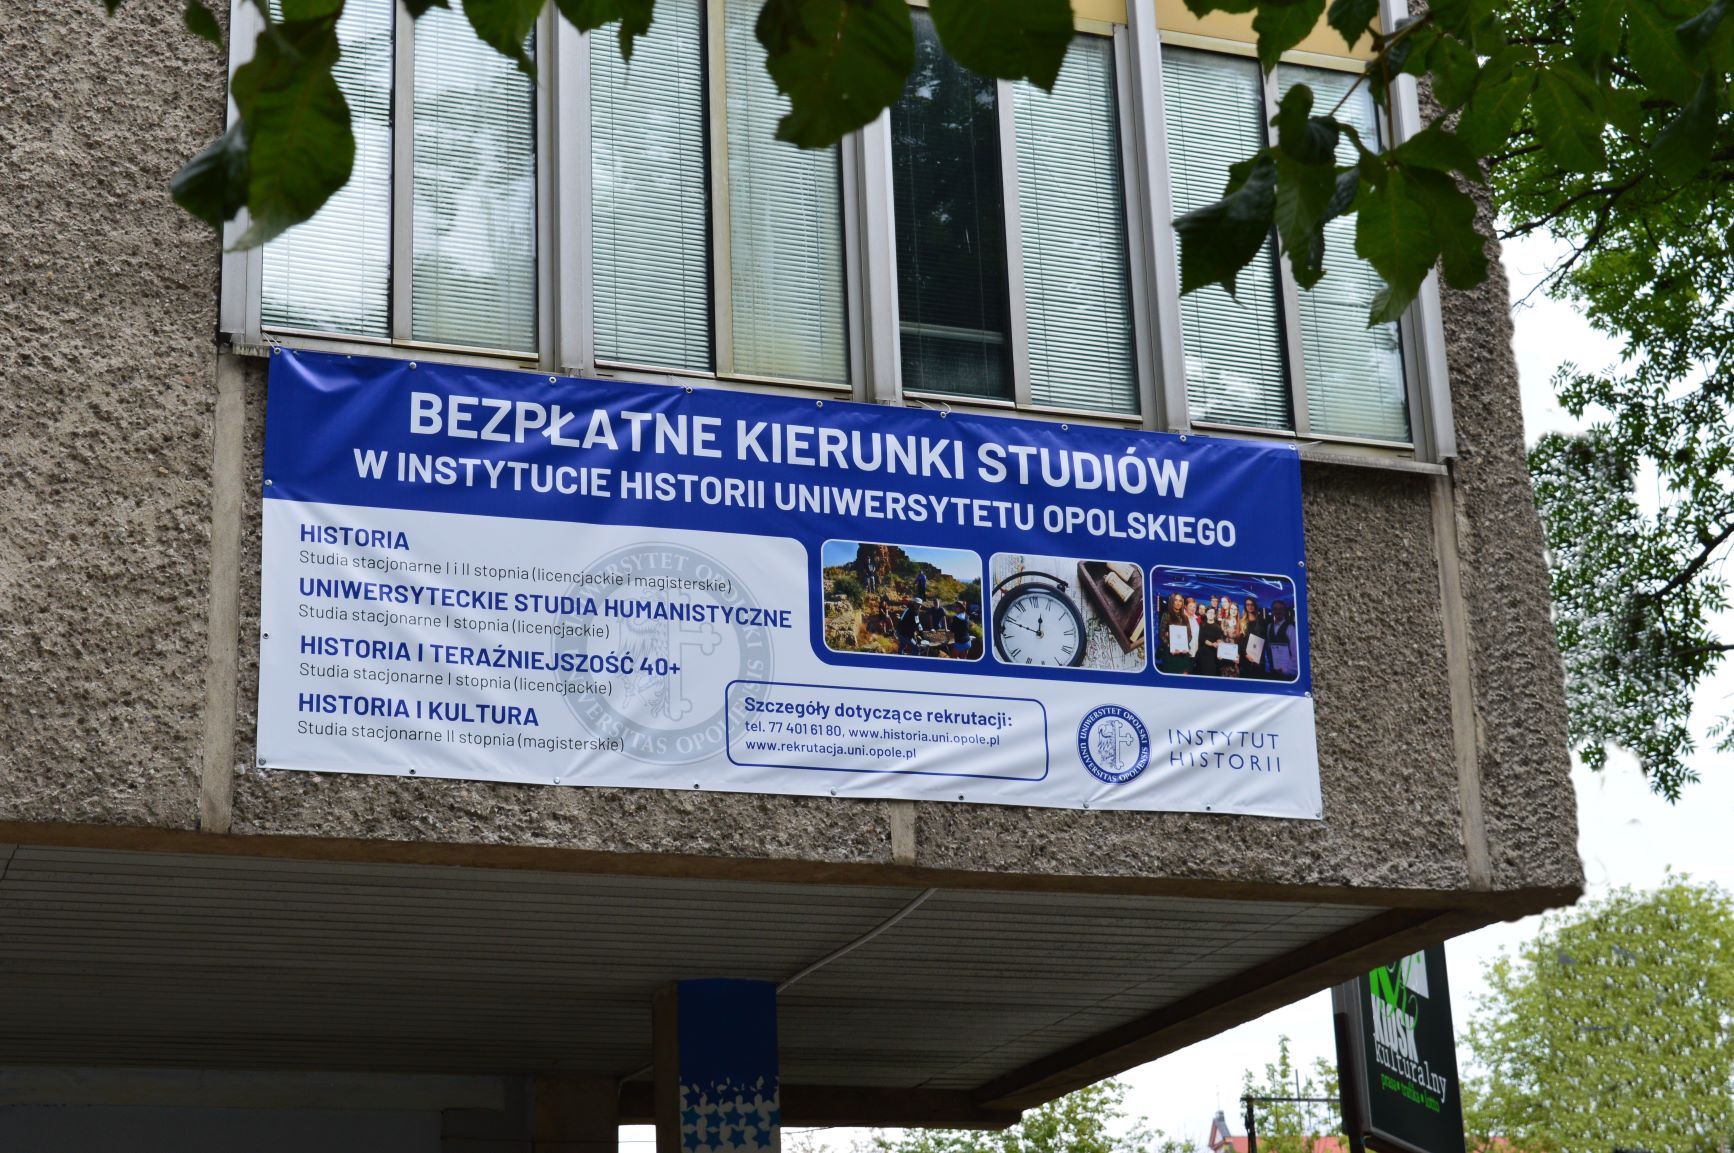 BEZPŁATNE KIERUNKI STUDIÓW
W INSTYTUCIE HISTORII UNIWERSYTETU OPOLSKIEGO
HISTORIA
Studia stacjonarne I i II stopnia (licencjackie i magisterskie)
UNIWERSYTECKIE STUDIA HUMANISTYCZNE
Studia stacjonarne I stopnia (licencjackie)
HISTORIA I TERAŹNIEJSZOŚĆ 40+
Studia stacjonarne I stopnia (licencjackie)
HISTORIA I KULTURA
Studia stacjonarne II stopnia (magisterskie)
Szczegóły dotyczące rekrutacji:
tel. 77 401 61 80, www.historia.uni.opole.pl
www.rekrutacja.uni.opole.pl
UNIWERSYTET OPOLSKI
UNIVERSITAS OPOLIENSIS
INSTYTUT
HISTORII
KIOSK
kulturalny
prasa • trafika • lotto